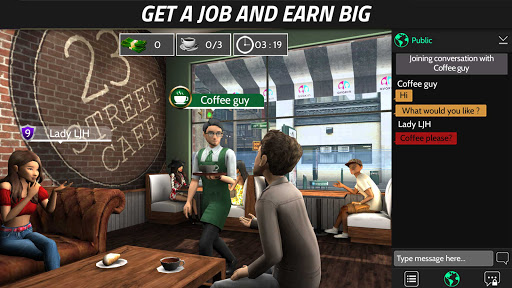 GET A JOB AND EARN BIG
0
0/3
03 : 19
Public
Joining conversation with
Coffee guy
Coffee guy
Hi
What would you like ?
Lady LJH
Coffee please?
Type message here...
Coffee guy
9
Lady LJH
23
STREET
CAFE